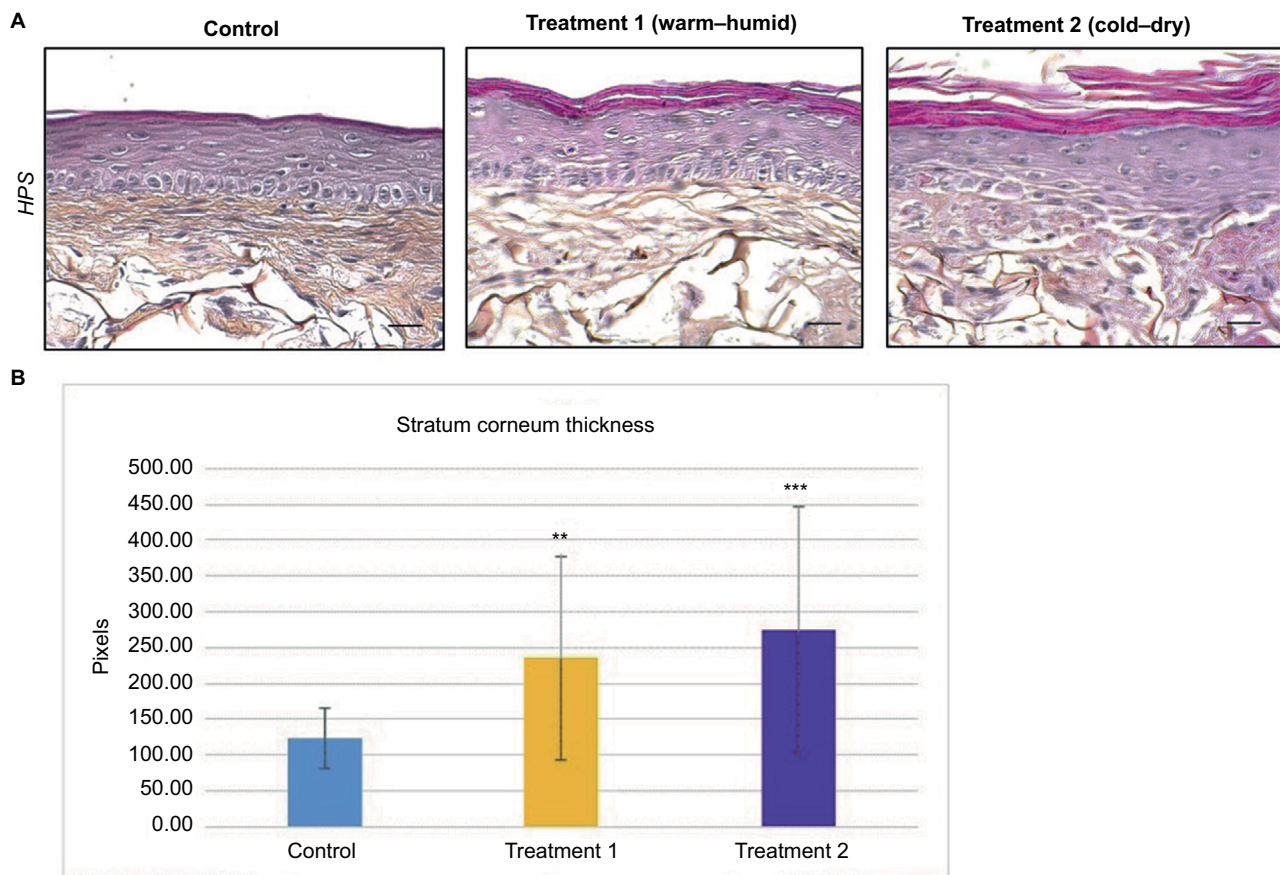 A
Control
Treatment 1 (warm–humid)
Treatment 2 (cold–dry)
HPS
B
Stratum corneum thickness
Pixels
500.00
450.00
400.00
350.00
300.00
250.00
200.00
150.00
100.00
50.00
0.00
**
***
Control
Treatment 1
Treatment 2